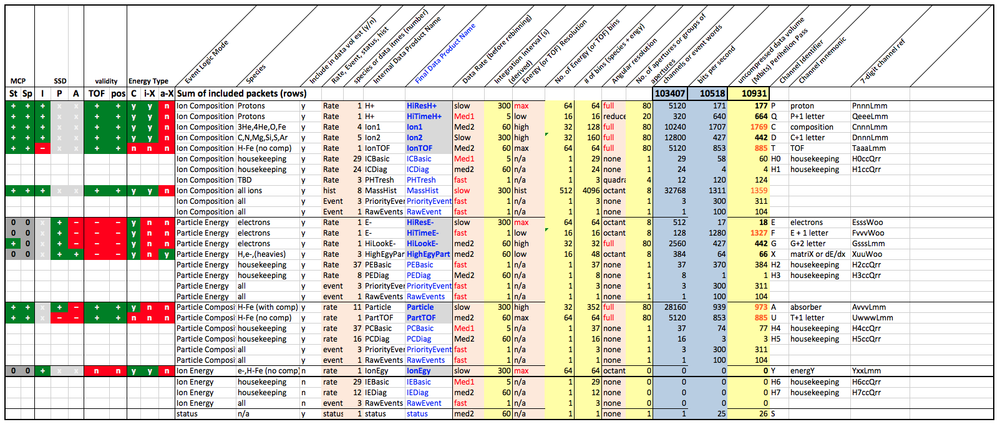 Event Logic Mode
Species
Include in data vol est (y/n)
Rate, Event, status, hist
species or data itmes (number)
Internal Data Product Name
Final Data Product Name
Data Rate (before rebinning)
Integration Interval (s)
(derived)
Energy (or TOF) Resolution
No. of Energy (or TOF) bins
# of bins (species + engy)
Angular resolution
No. of apertures or groups of
apertures
channels or event words
bits per second
uncompressed data volume
(Mbits) Perihelion Pass
Channel Identifier
Channel mnemonic
7-digit channel ref
MCP SSD validity Energy Type
St Sp I P A TOF pos C i-X a-X Sum of included packets (rows) 103407 10518 10931
+ + + x x + + y y n Ion Composition Protons y Rate 1 H+ HiResH+ slow 300 max 64 64 full 80 5120 171 177 P proton PnnnLmm
+ + + x x + + y y n Ion Composition Protons y Rate 1 H+ HiTimeH+ Med1 5 low 16 16 reduce 20 320 640 664 Q P+1 letter QeeeLmm
+ + + x x + + y y n Ion Composition 3He,4He,O,Fe y Rate 4 Ion1 Ion1 Med2 60 high 32 128 full 80 10240 1707 1769 C composition CnnnLmm
+ + + x x + + y y n Ion Composition C,N,Mg,Si,S,Ar y Rate 5 Ion2 Ion2 Slow 300 high 32 160 full 80 12800 427 442 D C+1 letter DnnnLmm
+ + − x x + + n n n Ion Composition H-Fe (no comp) y Rate 1 IonTOF IonTOF Med2 60 max 64 64 full 80 5120 853 885 T TOF TaaaLmm
Ion Composition housekeeping y Rate 29 ICBasic ICBasic Med1 5 n/a 1 29 none 1 29 58 60 H0 housekeeping H0ccQrr
Ion Composition housekeeping y Rate 24 ICDiag ICDiag med2 60 n/a 1 24 none 1 24 4 4 H1 housekeeping H1ccQrr
Ion Composition TBD y Rate 3 PHTresh PHTresh fast 1 n/a 1 3 quadra 4 12 120 124
+ + + x x + + y y n Ion Composition all ions y hist 8 MassHist MassHist slow 300 hist 512 4096 octant 8 32768 1311 1359
Ion Composition all y Event 3 PriorityEver PriorityEvent fast 1 n/a 1 3 none 1 3 300 311
Ion Composition all y Event 1 RawEvents RawEvent fast 1 n/a 1 1 none 1 1 100 104
0 0 x + − − − y n n Particle Energy electrons y Rate 1 E- HiResE- slow 300 max 64 64 octant 8 512 17 18 E electrons EsssWoo
0 0 x + − − − y n n Particle Energy electrons y Rate 1 E- HiTimeE- fast 1 low 16 16 octant 8 128 1280 1327 F E + 1 letter FvvvWoo
+ 0 x + − − − y n n Particle Energy electrons y Rate 1 HiLookE- HiLookE- med2 60 high 32 32 full 80 2560 427 442 G G+2 letter GsssLmm
0 0 x + + − − y n y Particle Energy H,e-,(heavies) y Rate 3 HighEgyPar HighEgyPart med2 60 low 16 48 octant 8 384 64 66 X matriX or dE/dx XuuWoo
Particle Energy housekeeping y Rate 37 PEBasic PEBasic fast 1 n/a 1 37 none 1 37 370 384 H2 housekeeping H2ccQrr
Particle Energy housekeeping y Rate 8 PEDiag PEDiag Med2 60 n/a 1 8 none 1 8 1 1 H3 housekeeping H3ccQrr
Particle Energy all y event 3 PriorityEver PriorityEvent fast 1 n/a 1 3 none 1 3 300 311
Particle Energy all y event 1 RawEvents RawEvents fast 1 n/a 1 1 none 1 1 100 104
+ + x + − + + y n n Particle Composi H-Fe (with comp) y rate 11 Particle Particle slow 300 high 32 352 full 80 28160 939 973 A absorber AvvvLmm
+ + x − − + + n n n Particle Composi H-Fe (no comp) y rate 1 PartTOF PartTOF med2 60 max 64 64 full 80 5120 853 885 U T+1 letter UwwwLmm
Particle Composi housekeeping y rate 37 PCBasic PCBasic Med1 5 n/a 1 37 none 1 37 74 77 H4 housekeeping H4ccQrr
Particle Composi housekeeping y rate 16 PCDiag PCDiag Med2 60 n/a 1 16 none 1 16 3 3 H5 housekeeping H5ccQrr
Particle Composi all y event 3 PriorityEver PriorityEvent fast 1 n/a 1 3 none 1 3 300 311
Particle Composi all y event 1 RawEvents RawEvents fast 1 n/a 1 1 none 1 1 100 104
0 0 + x x n n y y n Ion Energy e-,H-Fe (no comp) n rate 1 IonEgy IonEgy slow 300 max 64 64 octant 0 0 0 0 Y energY YxxLmm
Ion Energy housekeeping n rate 29 IEBasic IEBasic Med1 5 n/a 1 29 none 0 0 0 0 H6 housekeeping H6ccQrr
Ion Energy housekeeping n rate 12 IEDiag IEDiag med2 60 n/a 1 12 none 0 0 0 0 H7 housekeeping H7ccQrr
Ion Energy all n event 3 RawEvents RawEvents fast 1 n/a 1 3 none 0 0 0 0
status n/a y status 1 status status med2 60 n/a 1 1 none 1 1 25 26 S